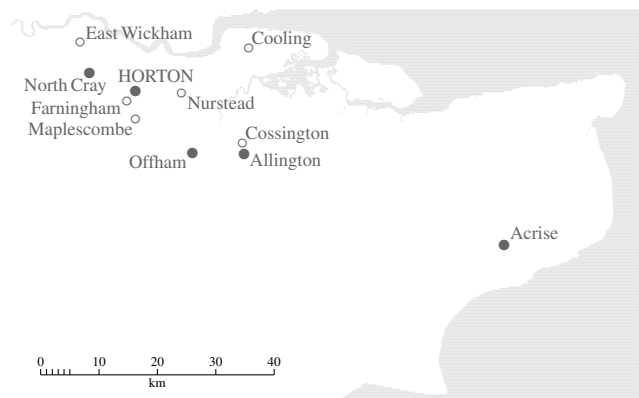 East Wickham
Cooling
North Cray
HORTON
Farningham
Nurstead
Maplescombe
Cossington
Offham
Allington
Acrise
0 10 20 30 40
km